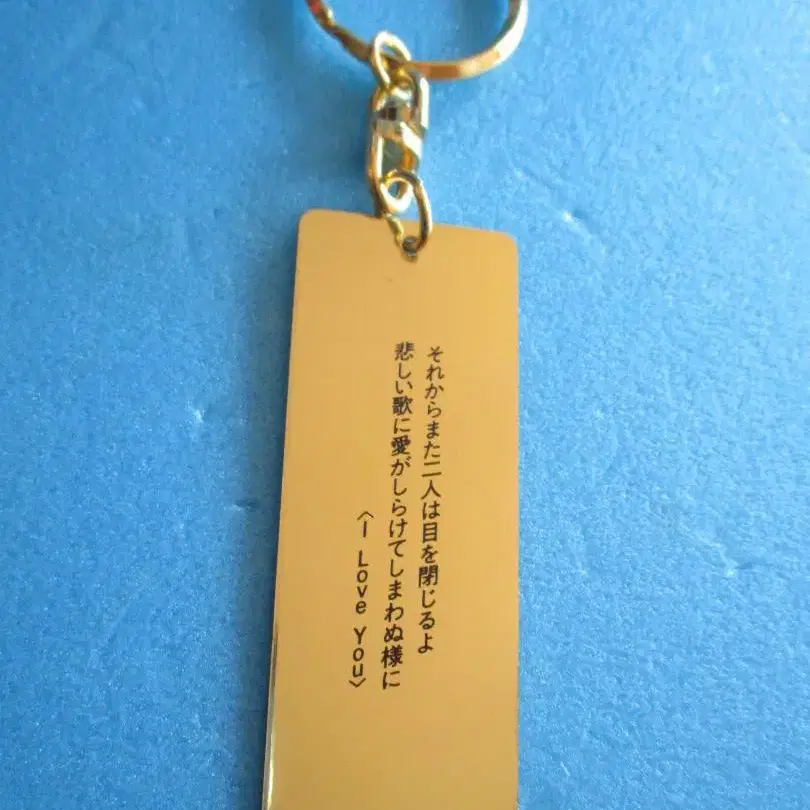 それからまた二人は目を閉じるよ
悲しい歌に愛がしらけてしまわぬ様に
〈I Love You〉